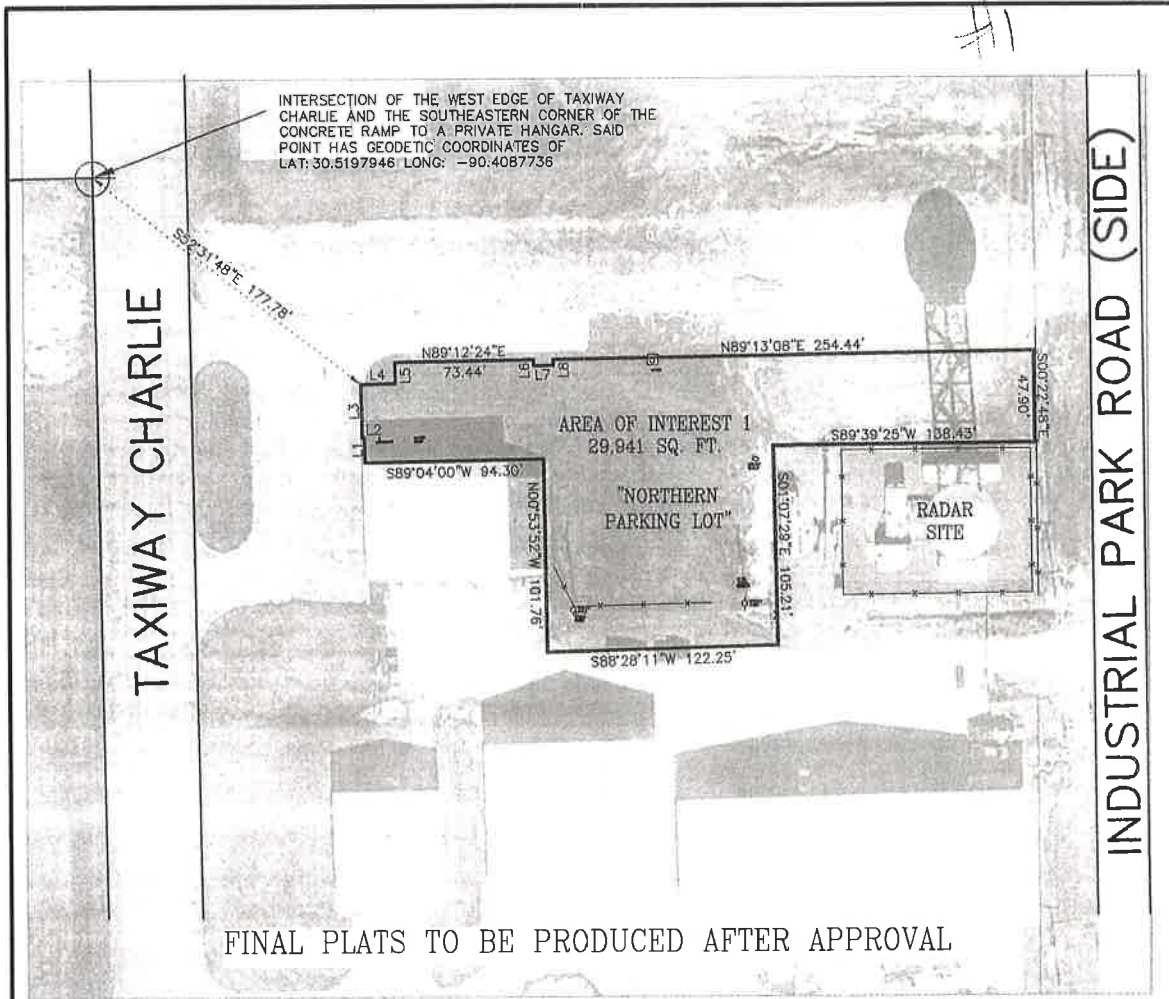 #1
INTERSECTION OF THE WEST EDGE OF TAXIWAY
CHARLIE AND THE SOUTHEASTERN CORNER OF THE
CONCRETE RAMP TO A PRIVATE HANGAR. SAID
POINT HAS GEODETIC COORDINATES OF
LAT: 30.5197946 LONG: -90.4087736
S52°31'48"E 177.78'
TAXIWAY CHARLIE
INDUSTRIAL PARK ROAD (SIDE)
N89°12'24"E
73.44'
N89°13'08"E 254.44'
L4
L5
L6
L7
L8
L3
L2
L1
S00°22'48"E
47.90'
AREA OF INTEREST 1
29,941 SQ. FT.
S89°39'25"W 138.43'
S89°04'00"W 94.30'
"NORTHERN
PARKING LOT"
N00°53'52"W 101.76'
S01°07'29"E 105.21'
RADAR
SITE
S88°28'11"W 122.25'
FINAL PLATS TO BE PRODUCED AFTER APPROVAL